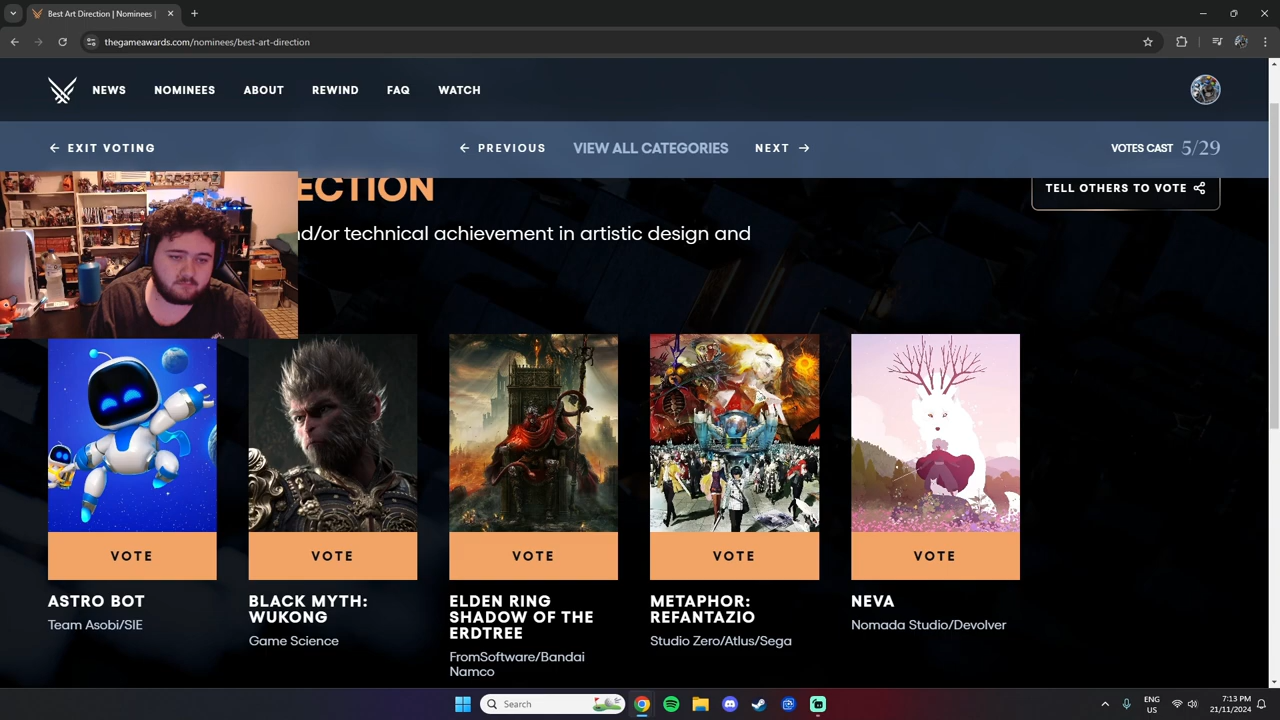 Best Art Direction | Nominees |
thegameawards.com/nominees/best-art-direction
NEWS NOMINEES ABOUT REWIND FAQ WATCH
EXIT VOTING
PREVIOUS VIEW ALL CATEGORIES NEXT
VOTES CAST 5/29
ECTION
TELL OTHERS TO VOTE
nd/or technical achievement in artistic design and
VOTE
VOTE
VOTE
VOTE
VOTE
ASTRO BOT
Team Asobi/SIE
BLACK MYTH:
WUKONG
Game Science
ELDEN RING
SHADOW OF THE
ERDTREE
FromSoftware/Bandai
Namco
METAPHOR:
REFANTAZIO
Studio Zero/Atlus/Sega
NEVA
Nomada Studio/Devolver
Search
ENG
US
7:13 PM
21/11/2024